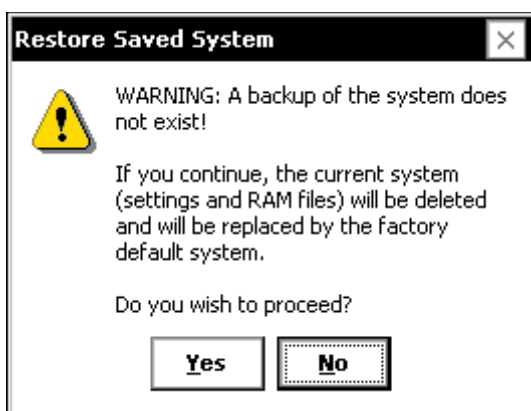 Restore Saved System
WARNING: A backup of the system does
not exist!
If you continue, the current system
(settings and RAM files) will be deleted
and will be replaced by the factory
default system.
Do you wish to proceed?
Yes
No